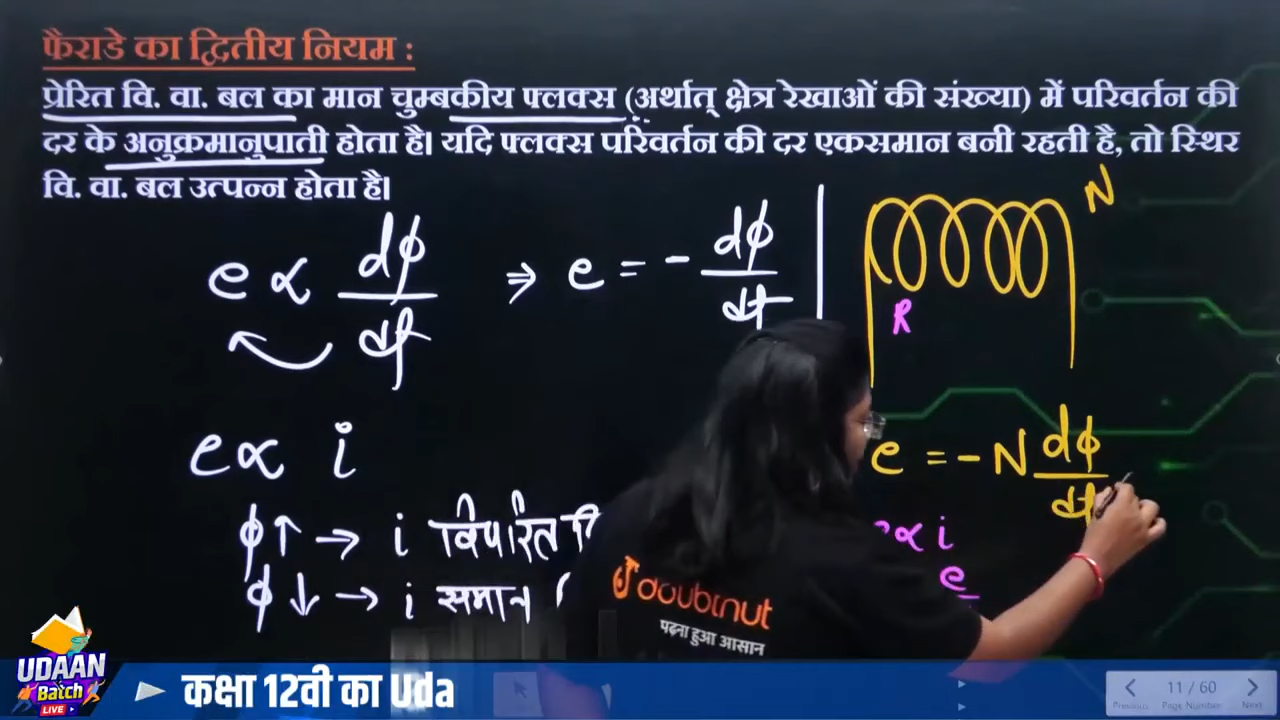 फैराडे का द्वितीय नियम :
प्रेरित वि. वा. बल का मान चुम्बकीय फ्लक्स (अर्थात् क्षेत्र रेखाओं की संख्या) में परिवर्तन की
दर के अनुक्रमानुपाती होता है। यदि फ्लक्स परिवर्तन की दर एकसमान बनी रहती है, तो स्थिर
वि. वा. बल उत्पन्न होता है।
N
e ∝ dϕ/dt ⇒ e = - dϕ/dt
R
e ∝ i
e = - N dϕ/dt
ϕ↑ → i विपरित
∝ i
ϕ↓ → i समान
e
doubtnut
पढ़ना हुआ आसान
UDAAN
Batch
LIVE
कक्षा 12वी का Uda
11 / 60
Previous Page Number Next